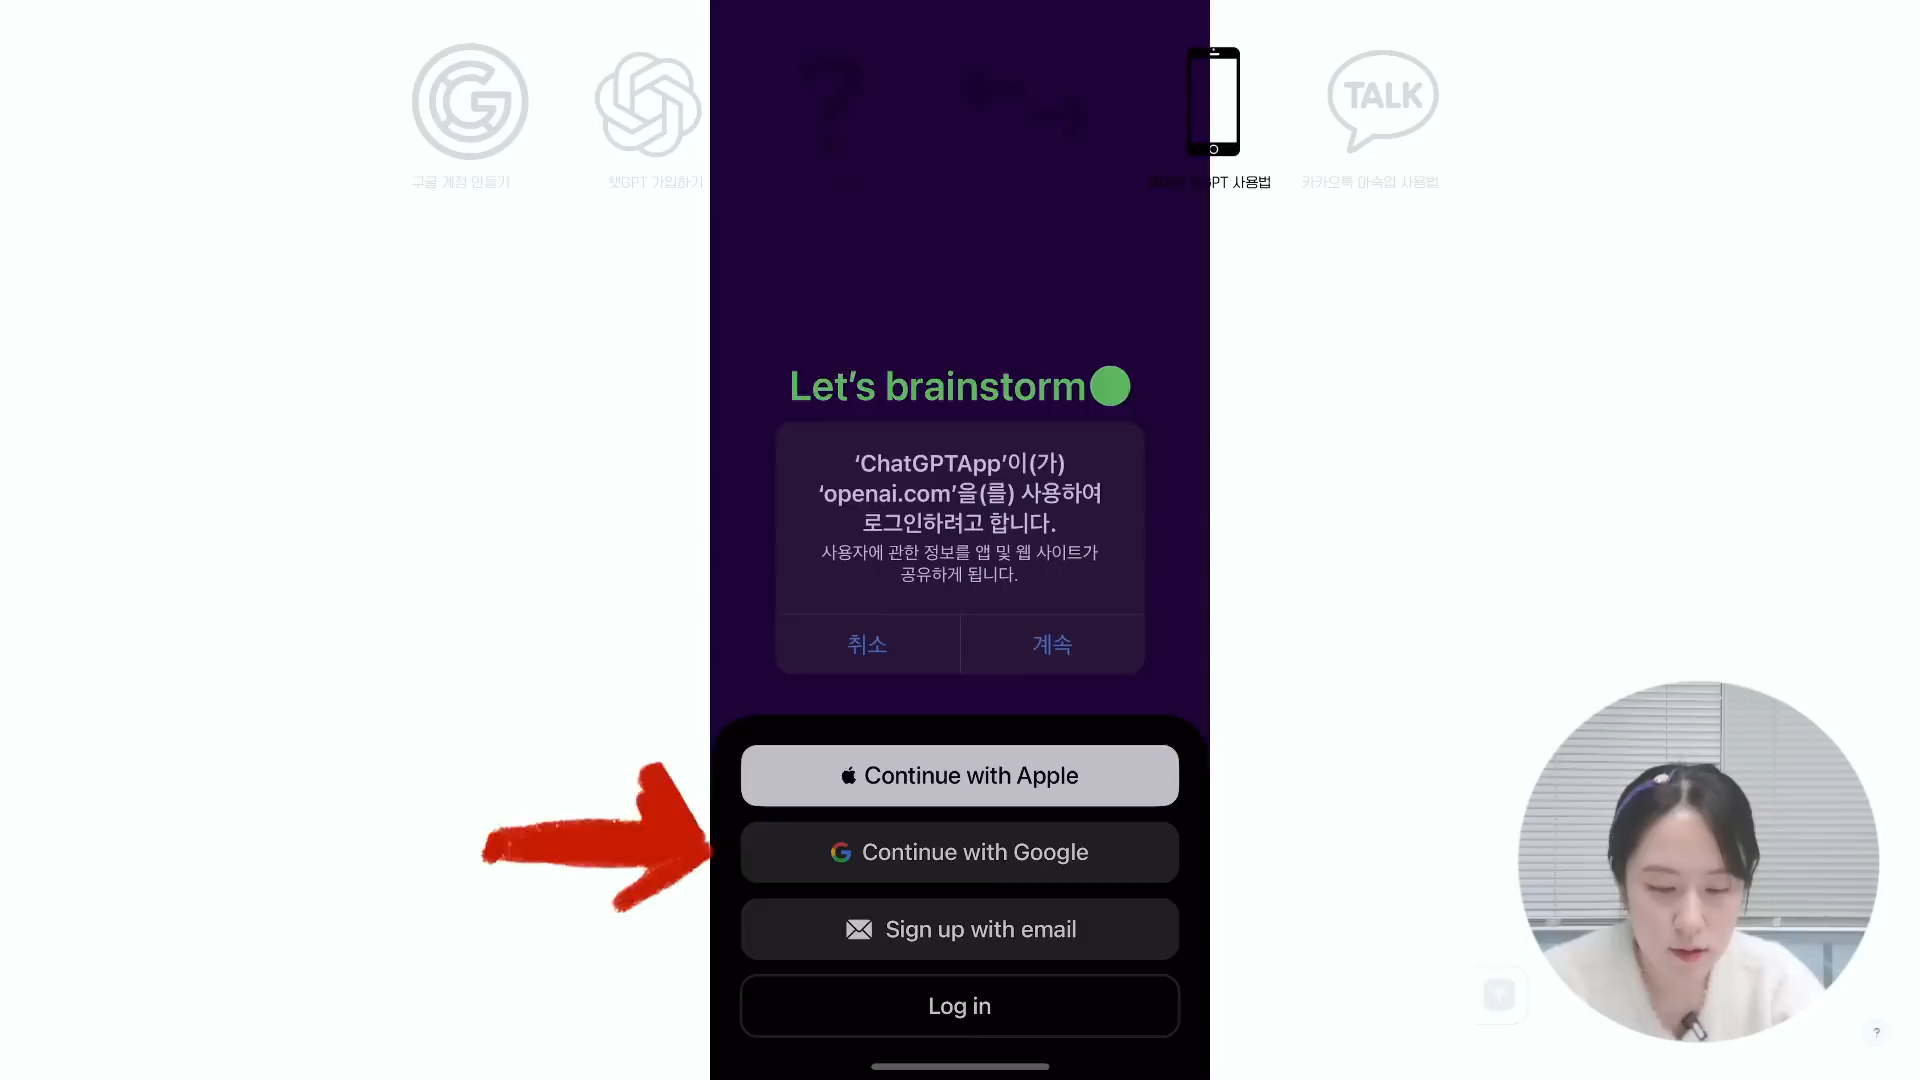 TALK
구글 계정 만들기
챗GPT 가입하기
GPT 사용법
카카오톡 마숙업 사용법
Let's brainstorm
‘ChatGPTApp’이(가)
‘openai.com’을(를) 사용하여
로그인하려고 합니다.
사용자에 관한 정보를 앱 및 웹 사이트가
공유하게 됩니다.
취소
계속
Continue with Apple
Continue with Google
Sign up with email
Log in
?